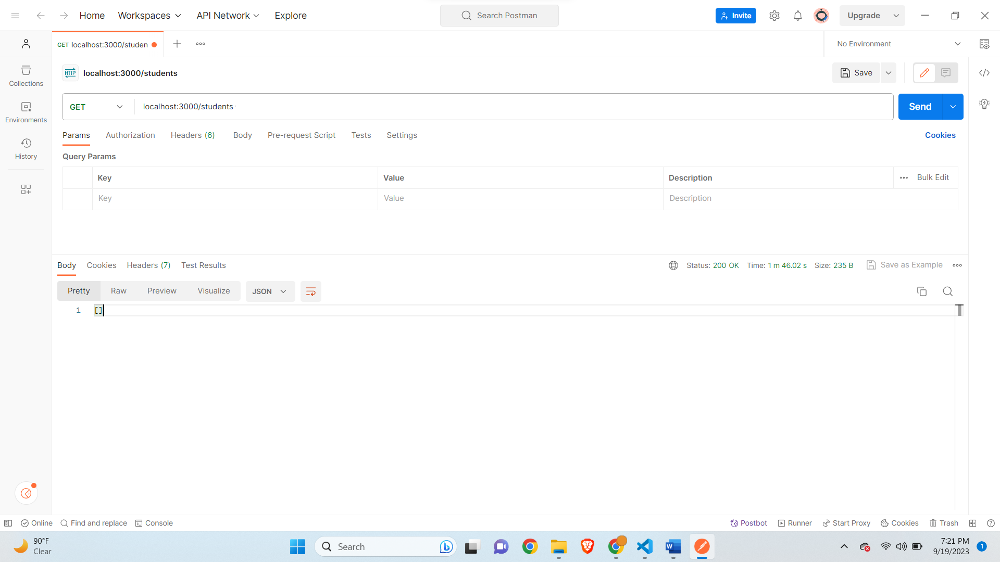 Home Workspaces API Network Explore Search Postman Invite Upgrade
GET localhost:3000/studen No Environment
HTTP localhost:3000/students Save
Collections
GET localhost:3000/students Send
Environments
Params Authorization Headers (6) Body Pre-request Script Tests Settings Cookies
History
Query Params
Key Value Description Bulk Edit
Key Value Description
Body Cookies Headers (7) Test Results Status: 200 OK Time: 1 m 46.02 s Size: 235 B Save as Example
Pretty Raw Preview Visualize JSON
1 []
Online Find and replace Console Postbot Runner Start Proxy Cookies Trash
90°F
Clear
Search
7:21 PM
9/19/2023
1